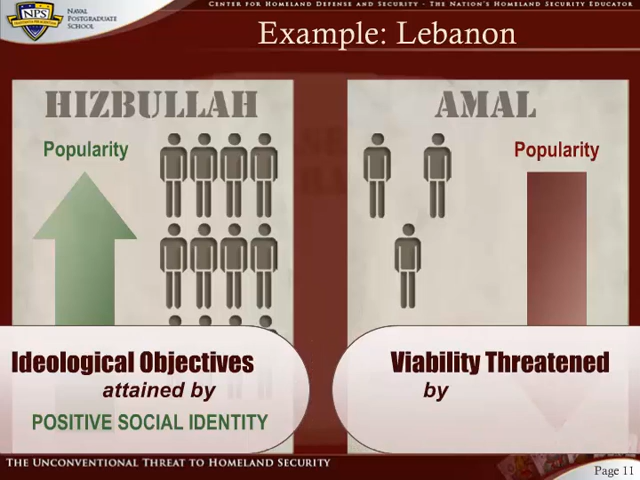 CENTER FOR HOMELAND DEFENSE AND SECURITY - THE NATION'S HOMELAND SECURITY EDUCATOR
NPS
NAVAL
POSTGRADUATE
SCHOOL
Example: Lebanon
HIZBULLAH
Popularity
Ideological Objectives
attained by
POSITIVE SOCIAL IDENTITY
AMAL
Popularity
Viability Threatened
by
THE UNCONVENTIONAL THREAT TO HOMELAND SECURITY
Page 11